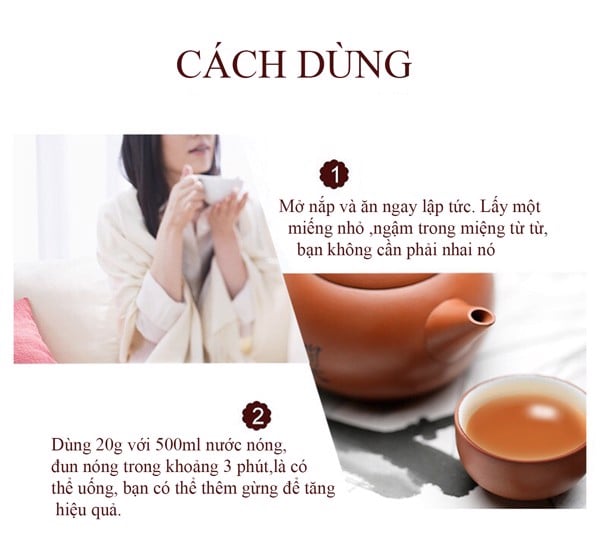 CÁCH DÙNG
1
Mở nắp và ăn ngay lập tức. Lấy một
miếng nhỏ ,ngậm trong miệng từ từ,
bạn không cần phải nhai nó
2
Dùng 20g với 500ml nước nóng,
đun nóng trong khoảng 3 phút,là có
thể uống, bạn có thể thêm gừng để tăng
hiệu quả.